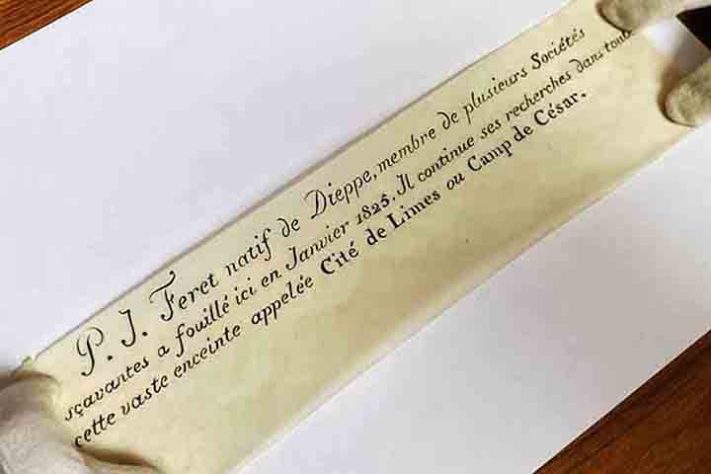 P. J. Feret natif de Dieppe, membre de plusieurs Sociétés
sçavantes a fouillé ici en Janvier 1825. Il continue ses recherches dans toute
cette vaste enceinte appelée Cité de Limes ou Camp de César.